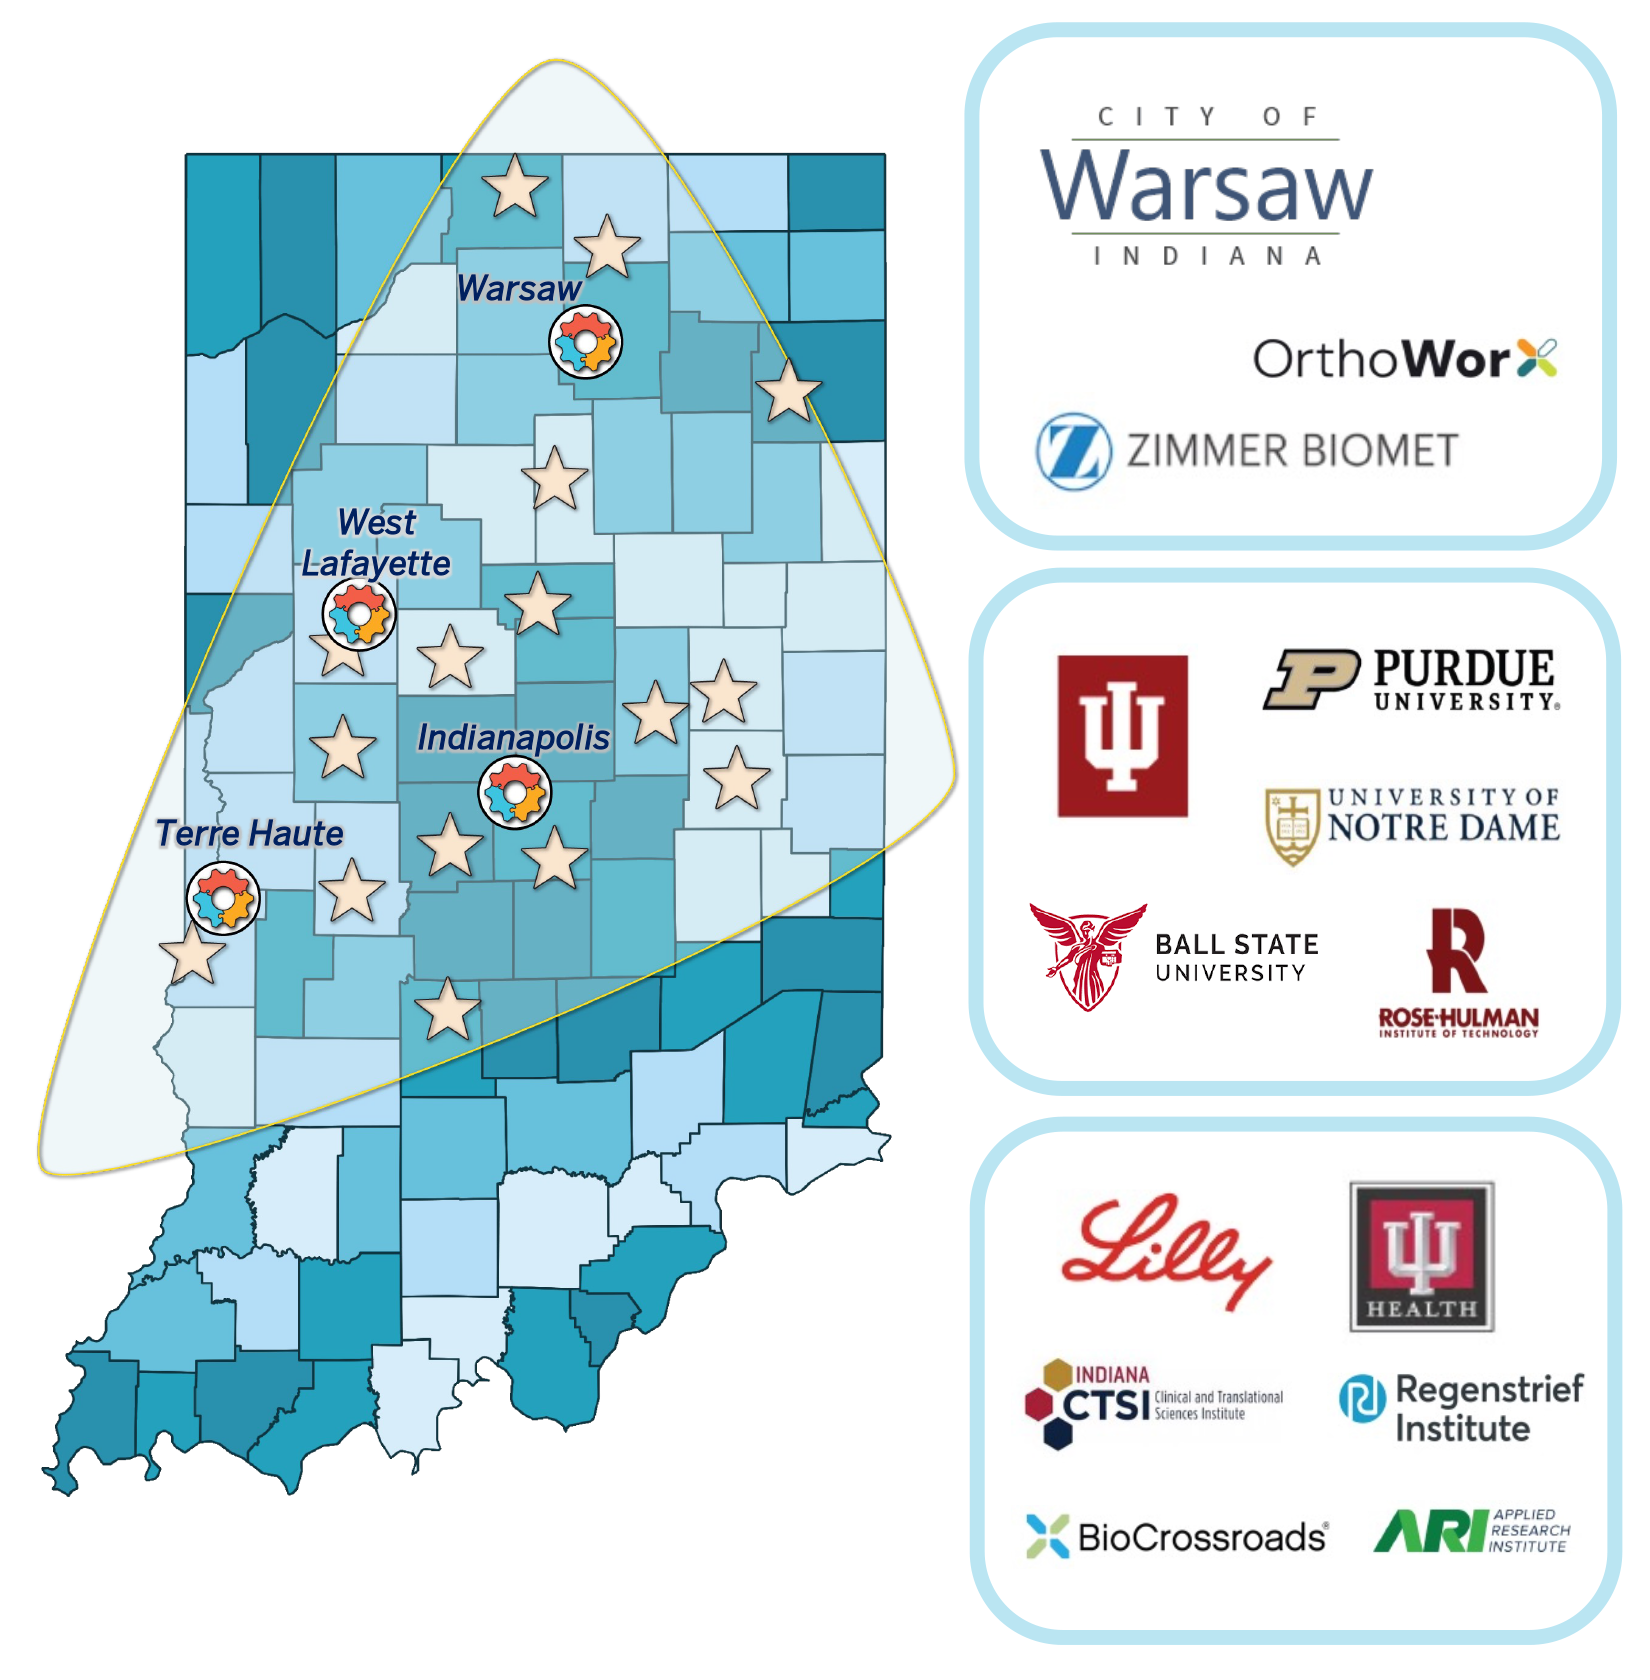 Warsaw
West
Lafayette
Indianapolis
Terre Haute
CITY OF
Warsaw
INDIANA
OrthoWorX
ZIMMER BIOMET
PURDUE
UNIVERSITY®
UNIVERSITY OF
NOTRE DAME
BALL STATE
UNIVERSITY
R
ROSE-HULMAN
INSTITUTE OF TECHNOLOGY
Lilly
HEALTH
INDIANA
CTSI
Clinical and Translational
Sciences Institute
Regenstrief
Institute
BioCrossroads®
ARI
APPLIED
RESEARCH
INSTITUTE